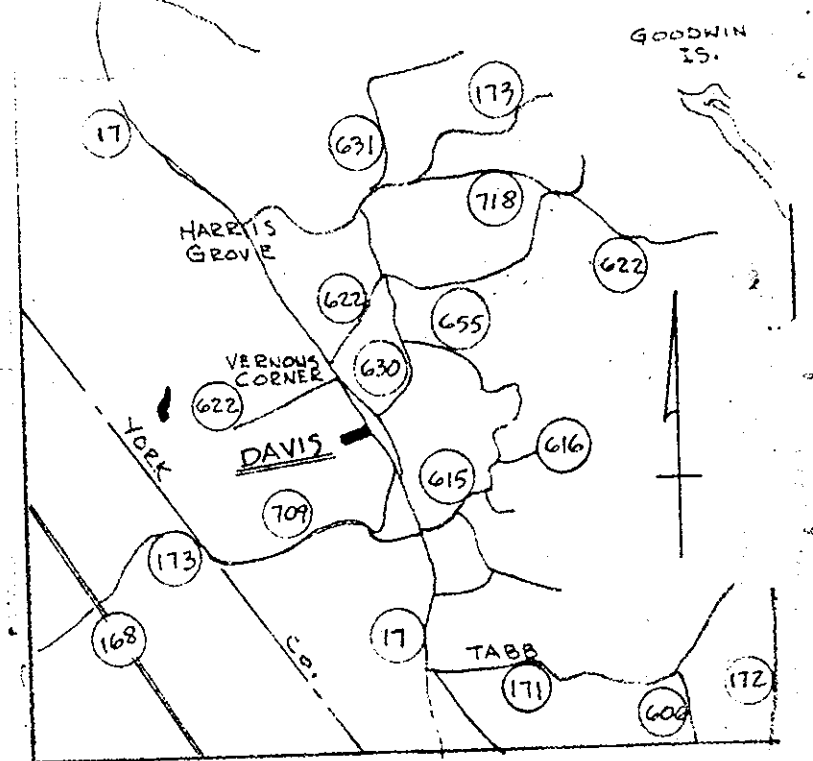 GOODWIN
IS.
173
17
631
718
HARRIS
GROVE
622
622
655
VERNOUS
CORNER
630
622
YORK
DAVIS
616
615
709
173
17
168
TABB
CO.
171
172
606